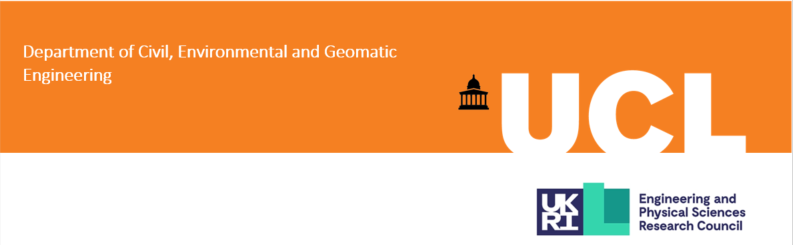 Department of Civil, Environmental and Geomatic
Engineering
UCL
UK
RI
Engineering and
Physical Sciences
Research Council